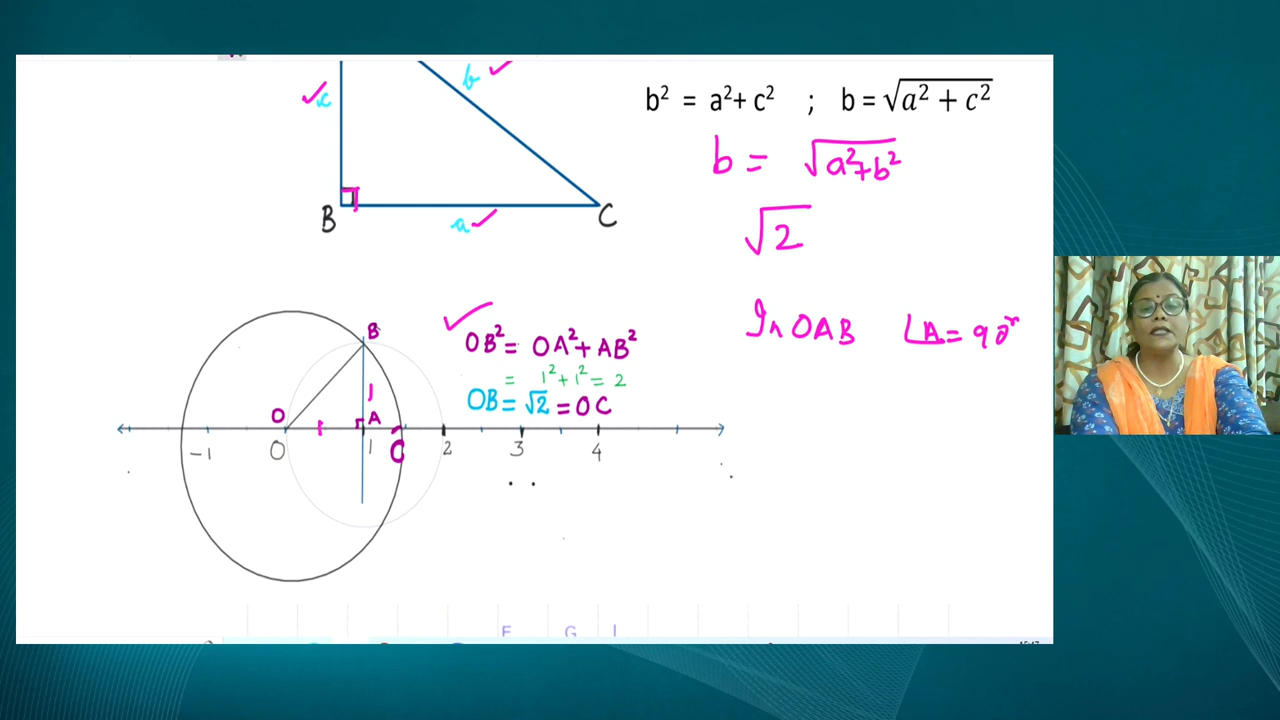 c
b
b² = a²+ c² ; b = √a² + c²
b = √a²+b²
B
a
C
√2
In OAB ∠A = 90°
B
OB² = OA² + AB²
= 1² + 1² = 2
1
OB = √2 = OC
O
A
-1 0 1 C 2 3 4
F G I